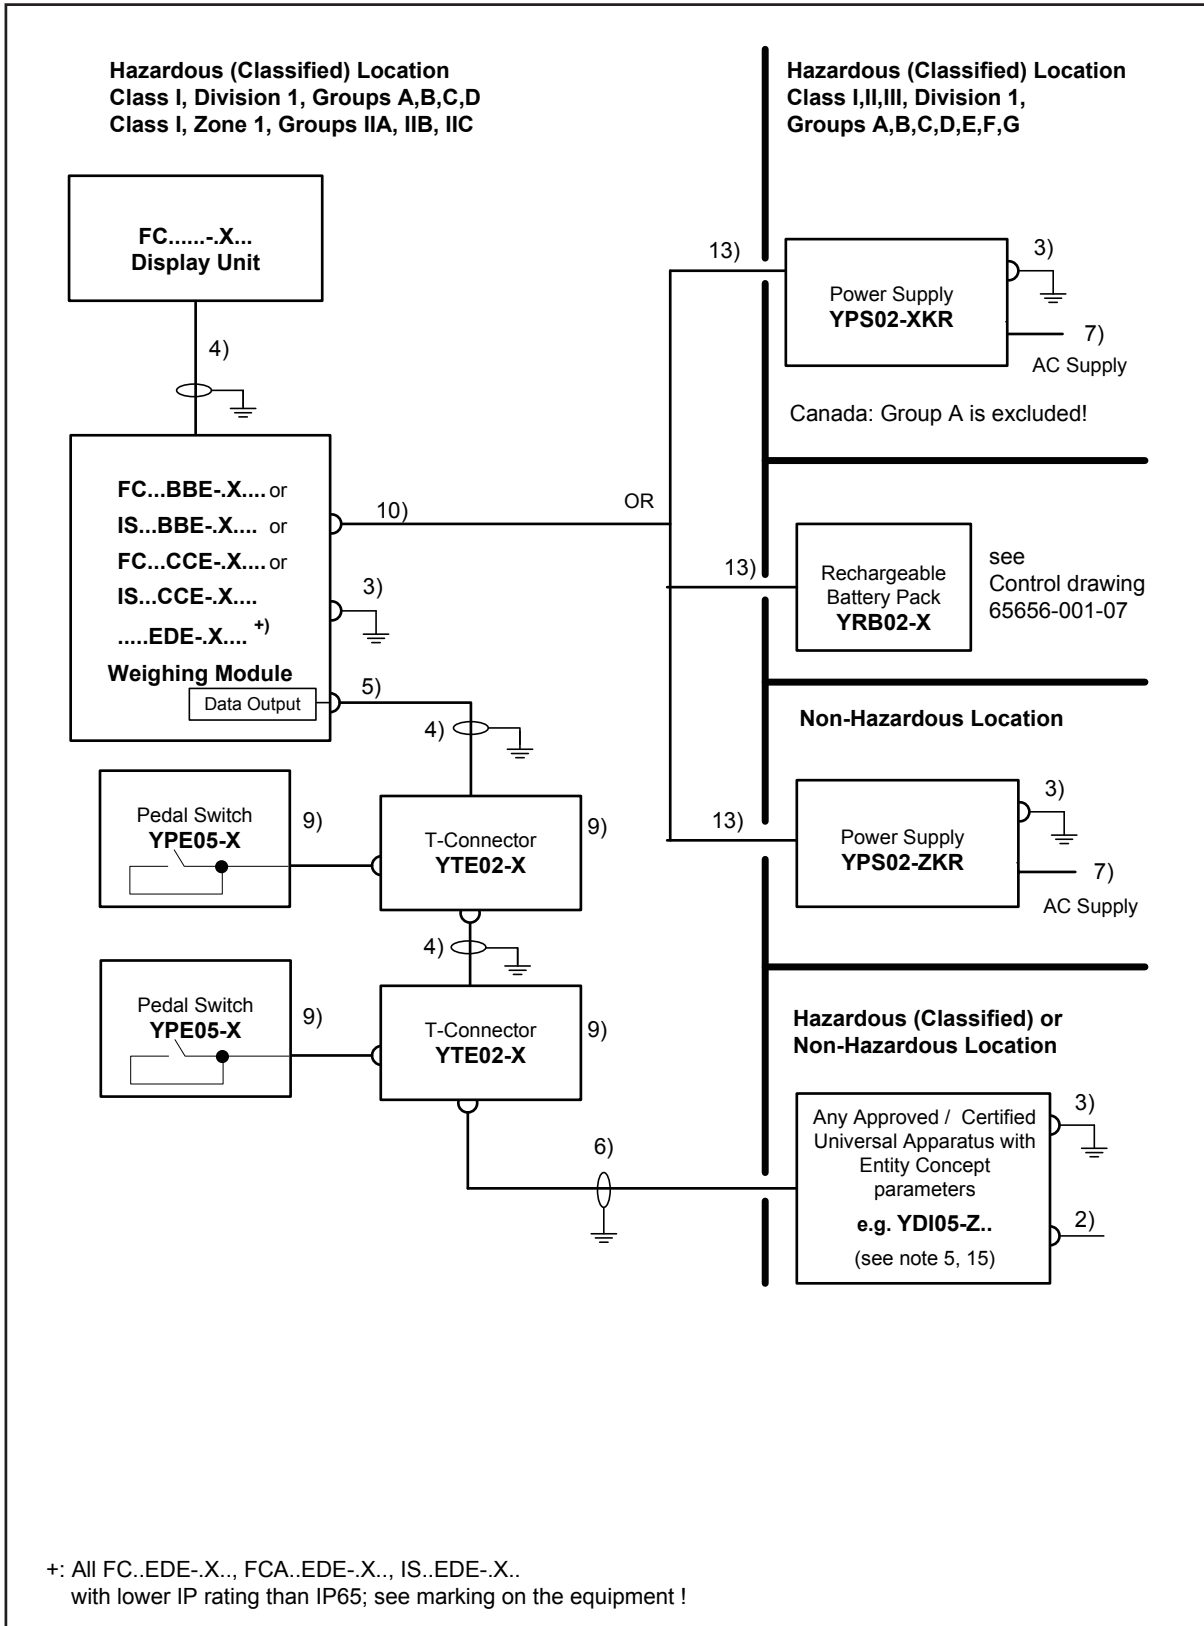 Hazardous (Classified) Location
Class I, Division 1, Groups A,B,C,D
Class I, Zone 1, Groups IIA, IIB, IIC
Hazardous (Classified) Location
Class I,II,III, Division 1,
Groups A,B,C,D,E,F,G
FC......-.X...
Display Unit
4)
13)
Power Supply
YPS02-XKR
3)
7)
AC Supply
Canada: Group A is excluded!
FC...BBE-.X.... or
IS...BBE-.X.... or
FC...CCE-.X.... or
IS...CCE-.X....
.....EDE-.X.... +)
Weighing Module
Data Output
10)
3)
5)
OR
13)
Rechargeable
Battery Pack
YRB02-X
see
Control drawing
65656-001-07
4)
Non-Hazardous Location
Pedal Switch
YPE05-X
9)
T-Connector
YTE02-X
9)
13)
Power Supply
YPS02-ZKR
3)
7)
AC Supply
4)
Pedal Switch
YPE05-X
9)
T-Connector
YTE02-X
9)
Hazardous (Classified) or
Non-Hazardous Location
6)
Any Approved / Certified
Universal Apparatus with
Entity Concept
parameters
e.g. YDI05-Z..
(see note 5, 15)
3)
2)
+: All FC..EDE-.X.., FCA..EDE-.X.., IS..EDE-.X..
with lower IP rating than IP65; see marking on the equipment !